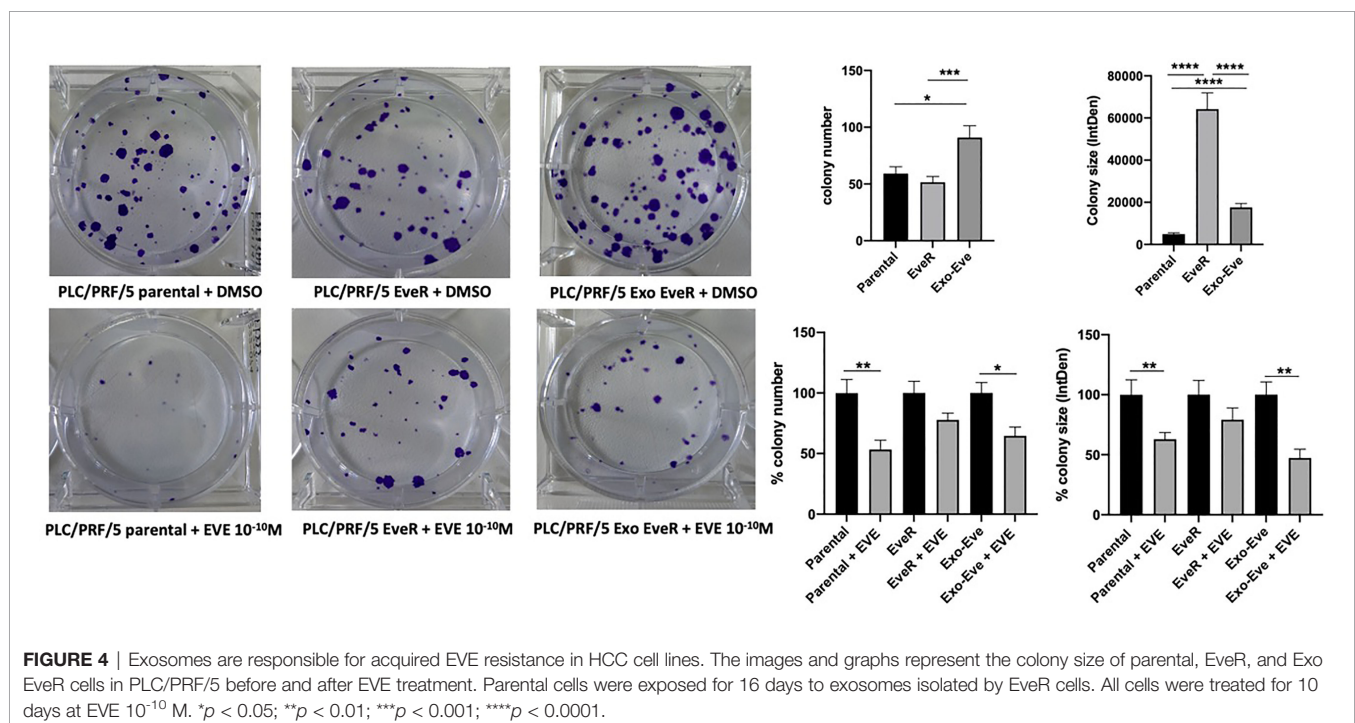 PLC/PRF/5 parental + DMSO
PLC/PRF/5 EveR + DMSO
PLC/PRF/5 Exo EveR + DMSO
PLC/PRF/5 parental + EVE 10⁻¹⁰M
PLC/PRF/5 EveR + EVE 10⁻¹⁰M
PLC/PRF/5 Exo EveR + EVE 10⁻¹⁰M
colony number
150
100
50
0
***
*
Parental
EveR
Exo-Eve
Colony size (IntDen)
80000
60000
40000
20000
0
**** ****
****
Parental
EveR
Exo-Eve
% colony number
150
100
50
0
**
*
Parental
Parental + EVE
EveR
EveR + EVE
Exo-Eve
Exo-Eve + EVE
% colony size (IntDen)
150
100
50
0
**
**
Parental
Parental + EVE
EveR
EveR + EVE
Exo-Eve
Exo-Eve + EVE
FIGURE 4 | Exosomes are responsible for acquired EVE resistance in HCC cell lines. The images and graphs represent the colony size of parental, EveR, and Exo
EveR cells in PLC/PRF/5 before and after EVE treatment. Parental cells were exposed for 16 days to exosomes isolated by EveR cells. All cells were treated for 10
days at EVE 10⁻¹⁰ M. *p < 0.05; **p < 0.01; ***p < 0.001; ****p < 0.0001.